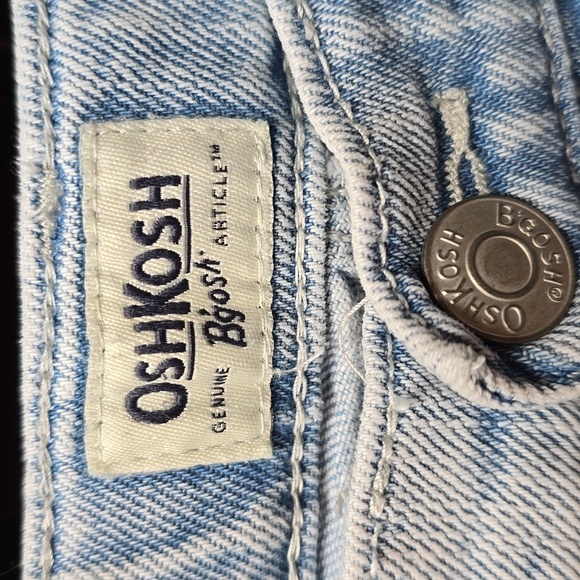 OSHKOSH
GENUINE B'gosh ARTICLE™
OSHKOSH B'GOSH®